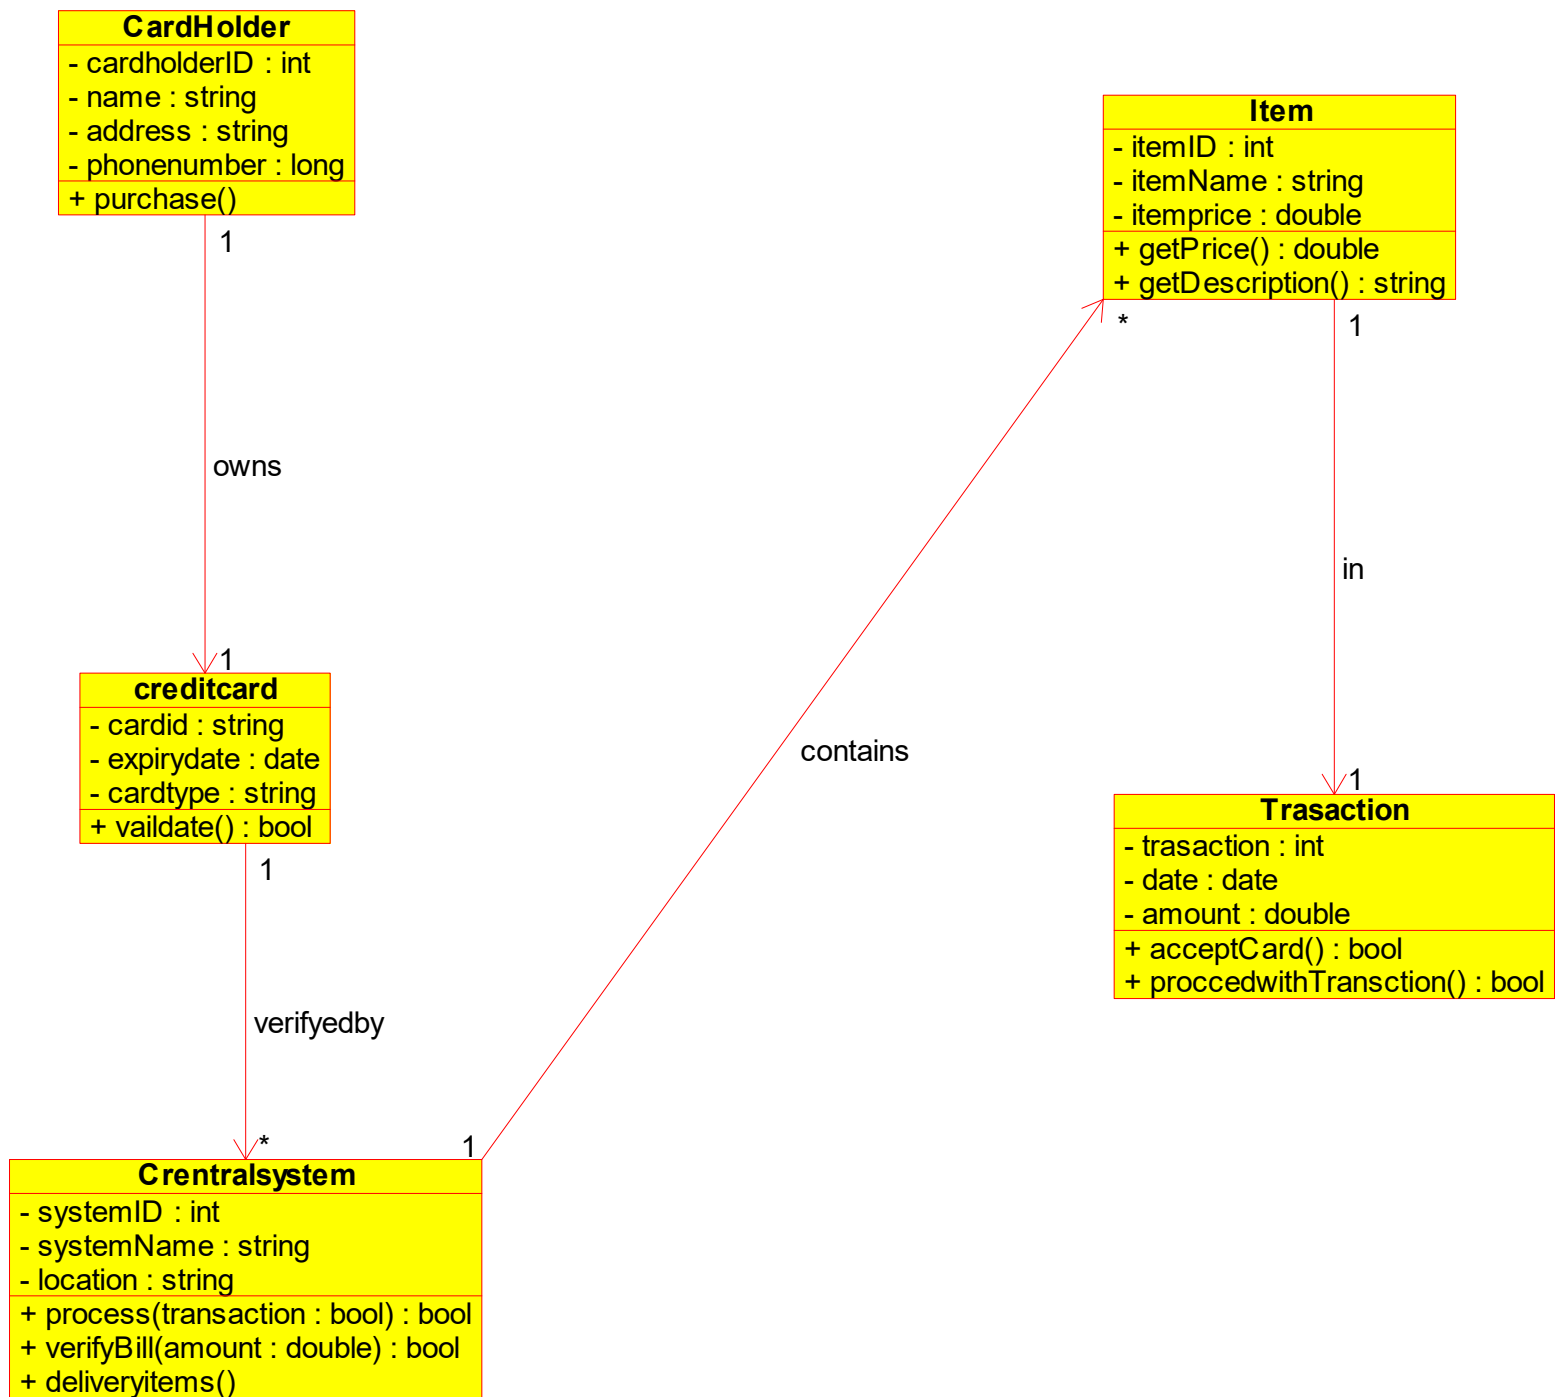 CardHolder
- cardholderID : int
- name : string
- address : string
- phonenumber : long
+ purchase()
1
owns
1
creditcard
- cardid : string
- expirydate : date
- cardtype : string
+ vaildate() : bool
1
verifyedby
*
Crentralsystem
- systemID : int
- systemName : string
- location : string
+ process(transaction : bool) : bool
+ verifyBill(amount : double) : bool
+ deliveryitems()
1
contains
*
Item
- itemID : int
- itemName : string
- itemprice : double
+ getPrice() : double
+ getDescription() : string
1
in
1
Trasaction
- trasaction : int
- date : date
- amount : double
+ acceptCard() : bool
+ proccedwithTransction() : bool